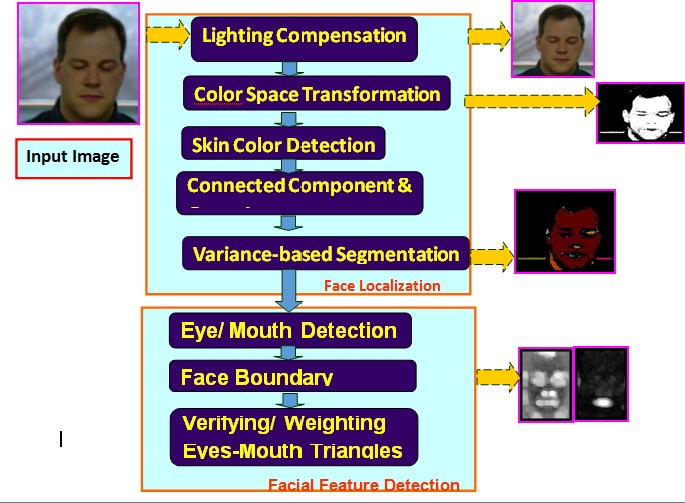 Lighting Compensation
Color Space Transformation
Input Image
Skin Color Detection
Connected Component &
Variance-based Segmentation
Face Localization
Eye/ Mouth Detection
Face Boundary
Verifying/ Weighting
Eyes-Mouth Triangles
Facial Feature Detection